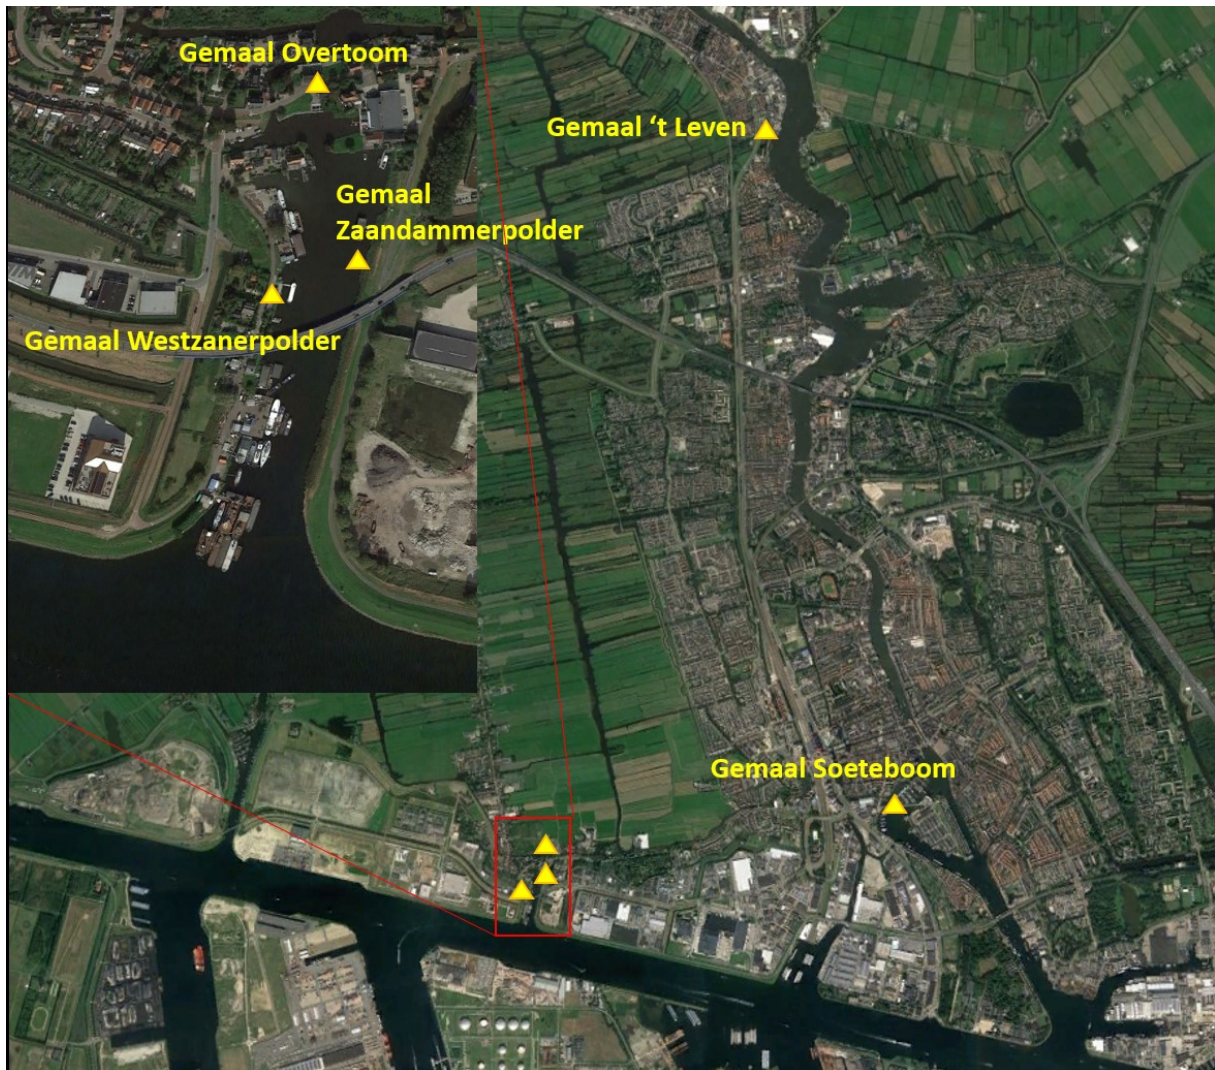 Gemaal Overtoom
Gemaal ‘t Leven
Gemaal
Zaandammerpolder
Gemaal Westzanerpolder
Gemaal Soeteboom